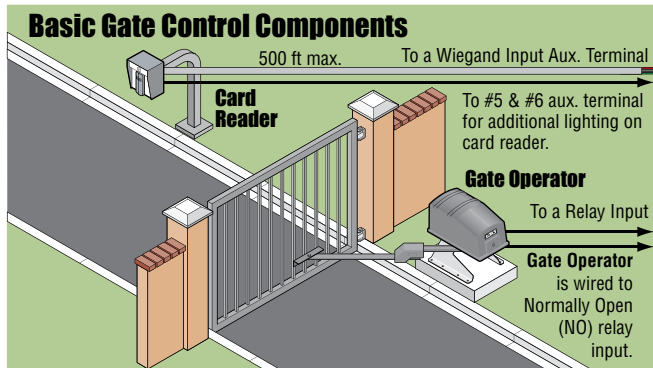 Basic Gate Control Components
500 ft max.
To a Wiegand Input Aux. Terminal
Card
Reader
To #5 & #6 aux. terminal
for additional lighting on
card reader.
Gate Operator
To a Relay Input
Gate Operator
is wired to
Normally Open
(NO) relay
input.